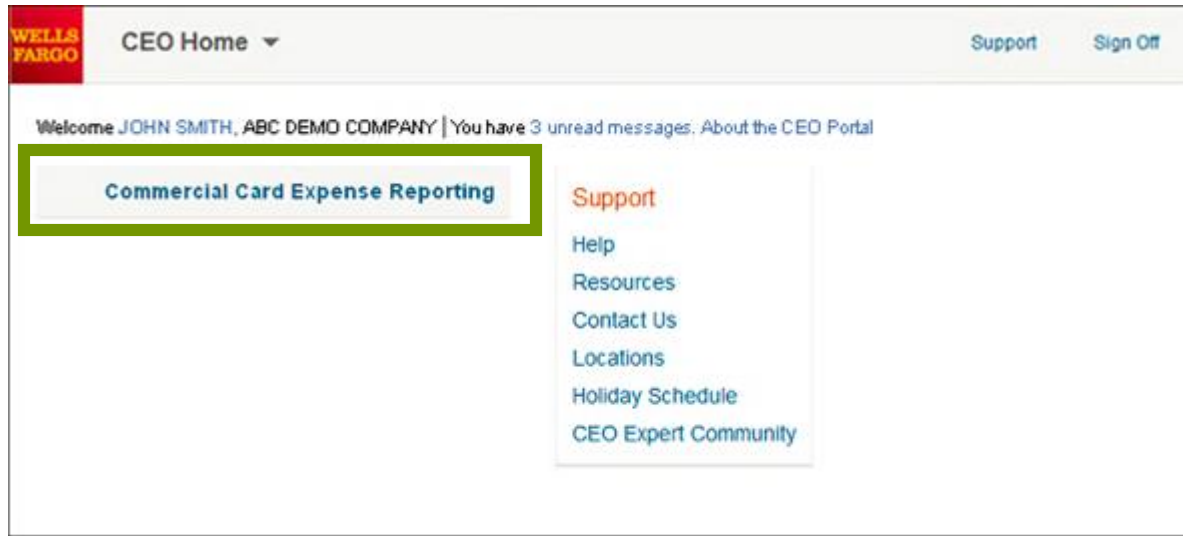 WELLS
FARGO
CEO Home
Support
Sign Off
Welcome JOHN SMITH, ABC DEMO COMPANY | You have 3 unread messages. About the CEO Portal
Commercial Card Expense Reporting
Support
Help
Resources
Contact Us
Locations
Holiday Schedule
CEO Expert Community